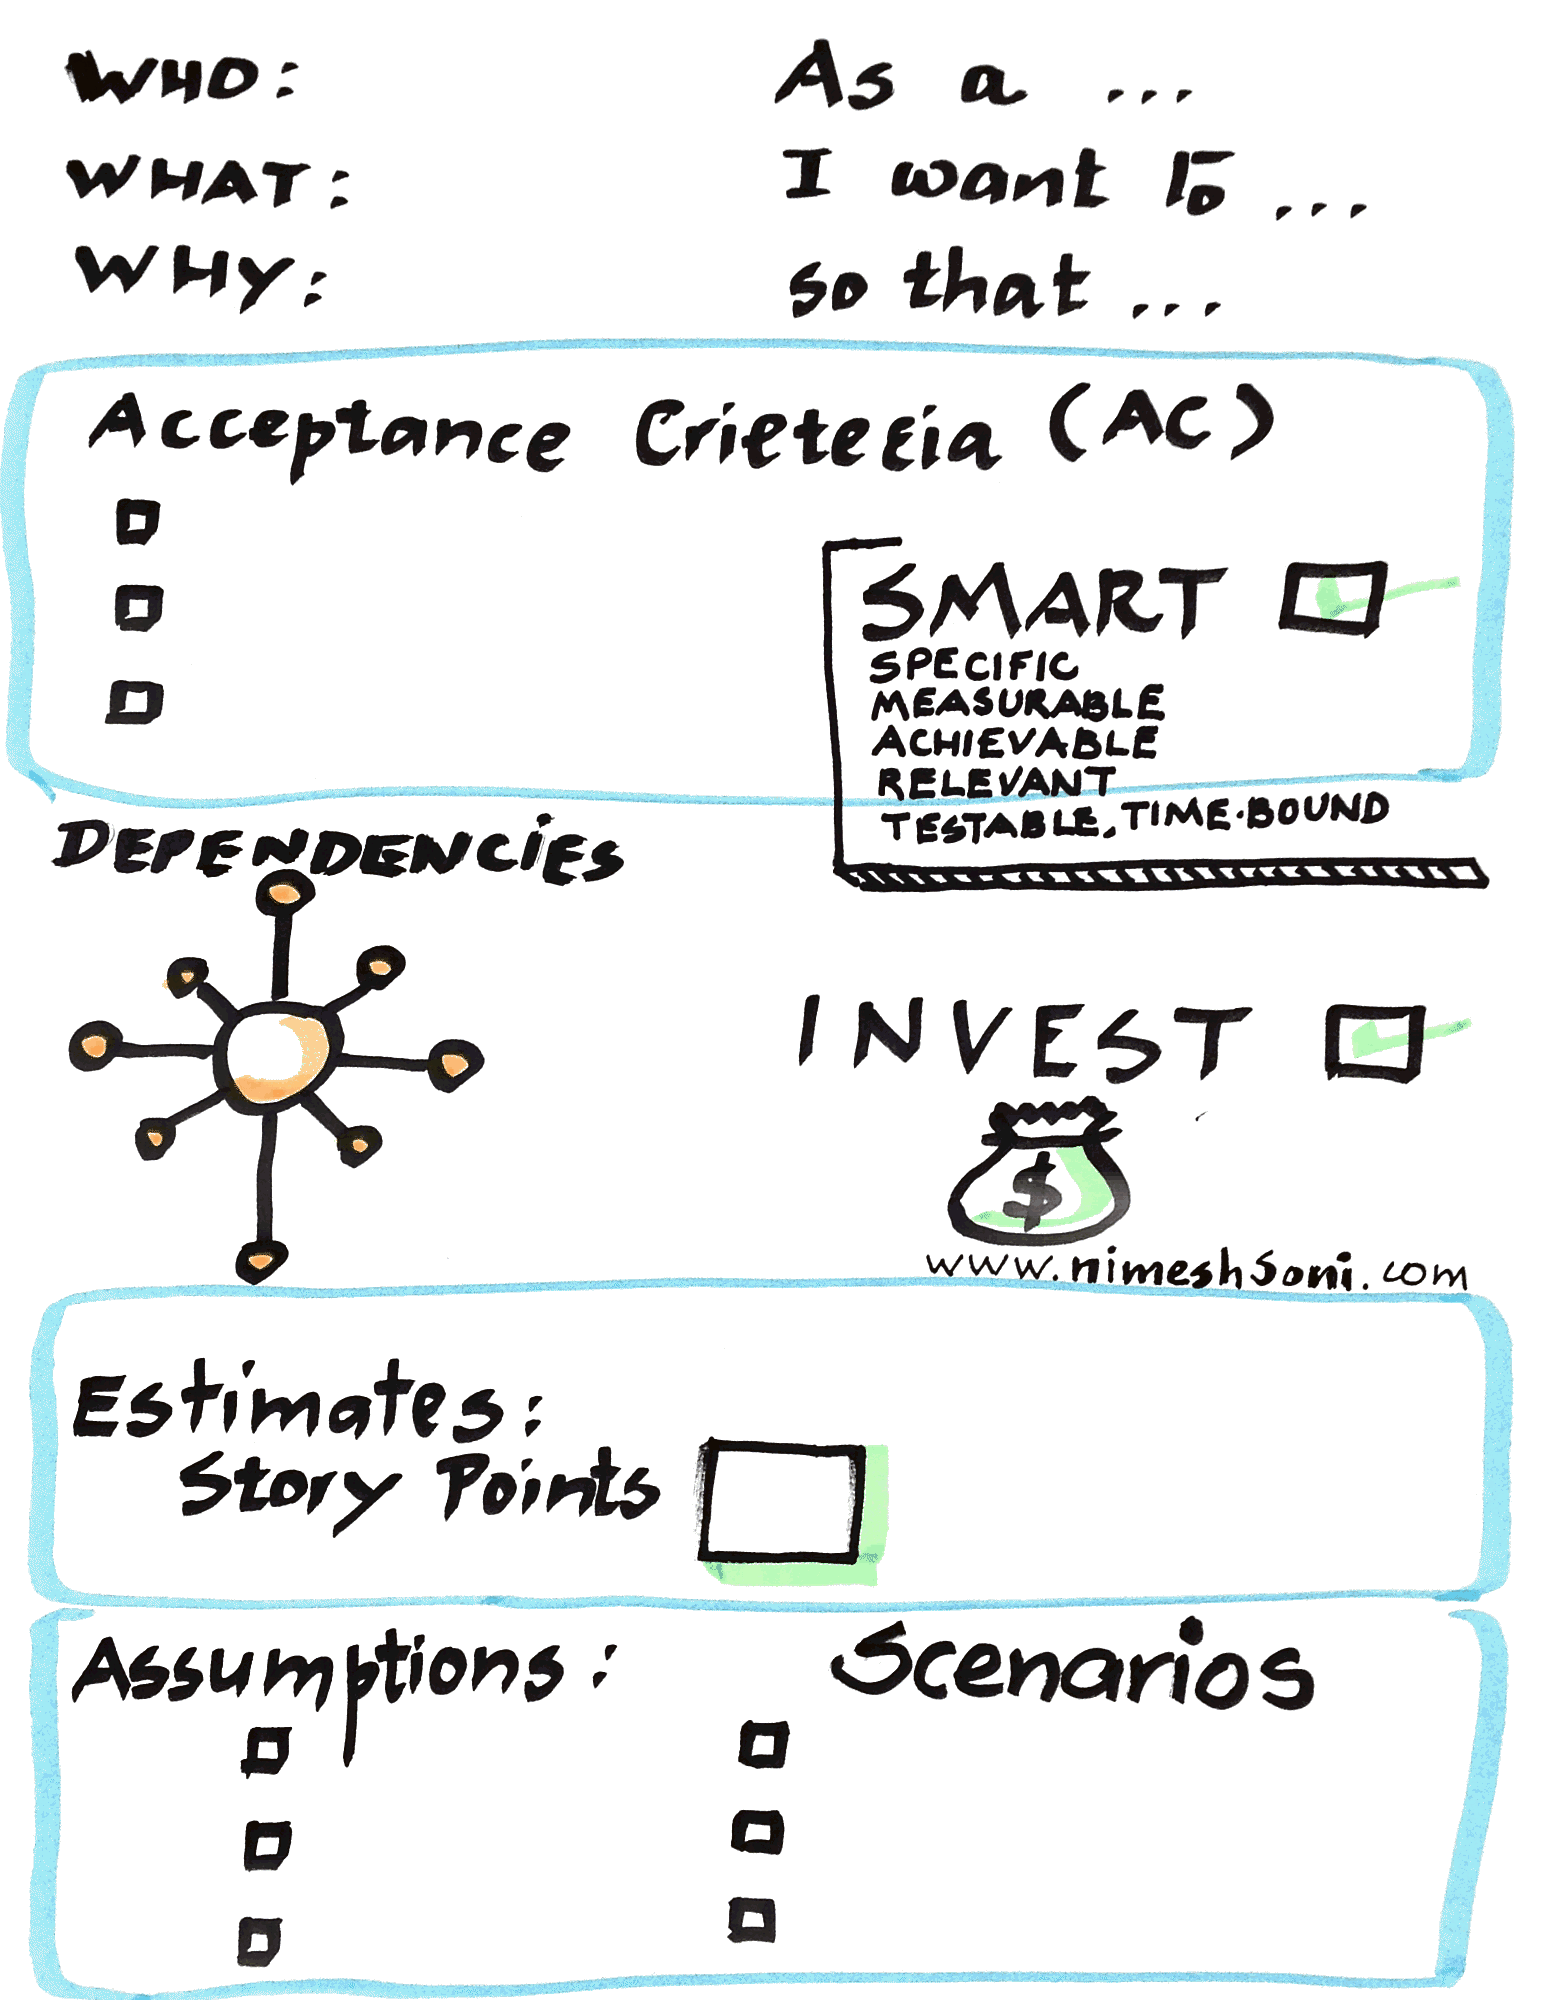 WHO: As a ...
WHAT: I want to ...
WHY: so that ...
Acceptance Crieteria (AC)
SMART
SPECIFIC
MEASURABLE
ACHIEVABLE
RELEVANT
TESTABLE, TIME-BOUND
DEPENDENCIES
INVEST
$
www.nimeshsoni.com
Estimates:
Story Points
Assumptions: Scenarios